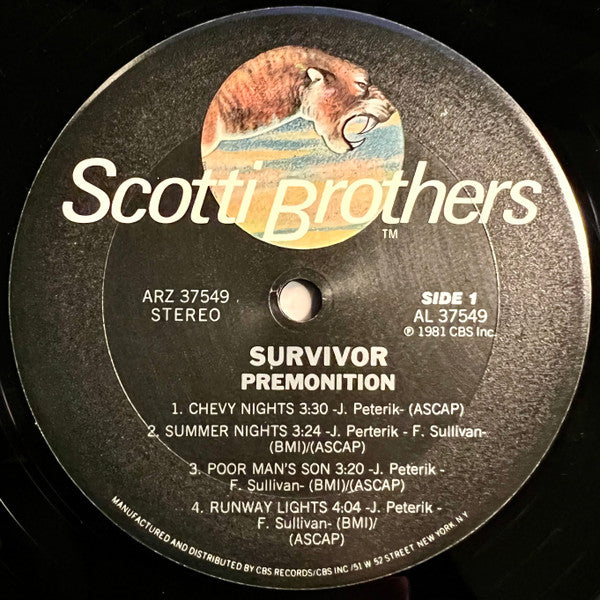 Scotti Brothers
TM
ARZ 37549
STEREO
SIDE 1
AL 37549
℗ 1981 CBS Inc.
SURVIVOR
PREMONITION
1. CHEVY NIGHTS 3:30 -J. Peterik- (ASCAP)
2. SUMMER NIGHTS 3:24 -J. Perterik - F. Sullivan-
(BMI)/(ASCAP)
3. POOR MAN'S SON 3:20 -J. Peterik -
F. Sullivan- (BMI)/(ASCAP)
4. RUNWAY LIGHTS 4:04 -J. Peterik -
F. Sullivan- (BMI)/
(ASCAP)
MANUFACTURED AND DISTRIBUTED BY CBS RECORDS/CBS INC /51 W 52 STREET NEW YORK, N.Y.